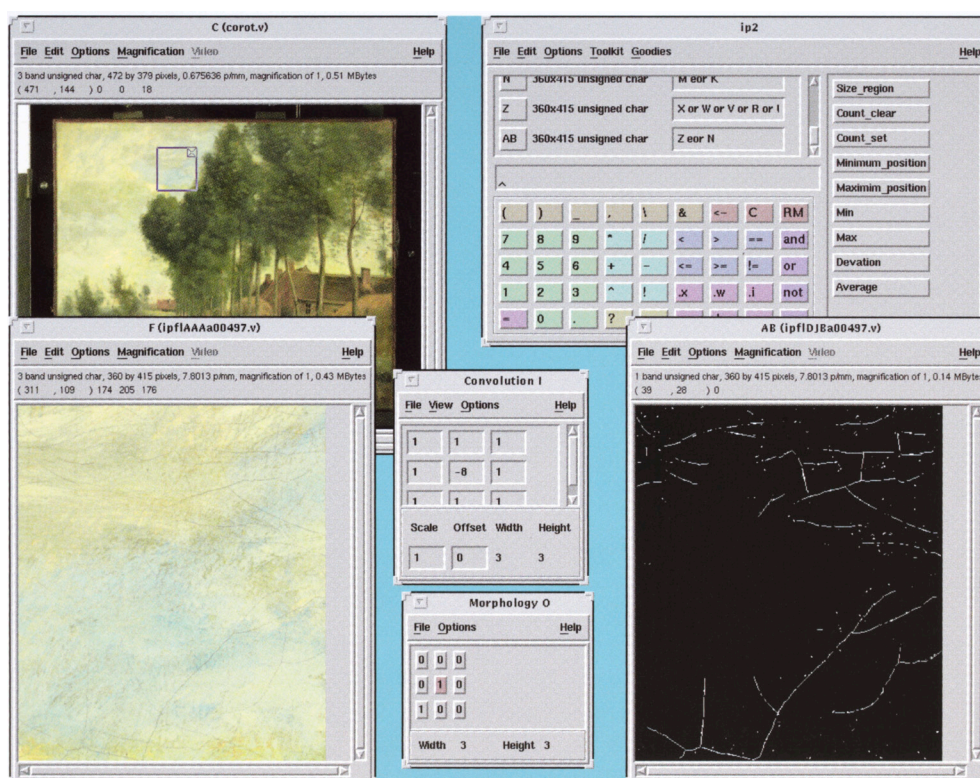 C (corot.v)
File Edit Options Magnification Video Help
3 band unsigned char, 472 by 379 pixels, 0.675636 p/mm, magnification of 1, 0.51 MBytes
( 471 , 144 ) 0 0 18
ip2
File Edit Options Toolkit Goodies Help
N 360x415 unsigned char M eor K
Z 360x415 unsigned char X or W or V or R or
AB 360x415 unsigned char Z eor N
^
Size_region
Count_clear
Count_set
Minimum_position
Maximim_position
Min
Max
Devation
Average
( ) _ , \ & <- C RM
7 8 9 * / < > == and
4 5 6 + - <= >= != or
1 2 3 ^ ! .x .w .i not
= 0 . ?
F (ipflAAAa00497.v)
File Edit Options Magnification Video Help
3 band unsigned char, 360 by 415 pixels, 7.8013 p/mm, magnification of 1, 0.43 MBytes
( 311 , 109 ) 174 205 176
Convolution I
File View Options Help
1 1 1
1 -8 1
1 1 1
Scale Offset Width Height
1 0 3 3
Morphology O
File Options Help
0 0 0
0 1 0
1 0 0
Width 3 Height 3
AB (ipflDJBa00497.v)
File Edit Options Magnification Video Help
1 band unsigned char, 360 by 415 pixels, 7.8013 p/mm, magnification of 1, 0.14 MBytes
( 39 , 28 ) 0